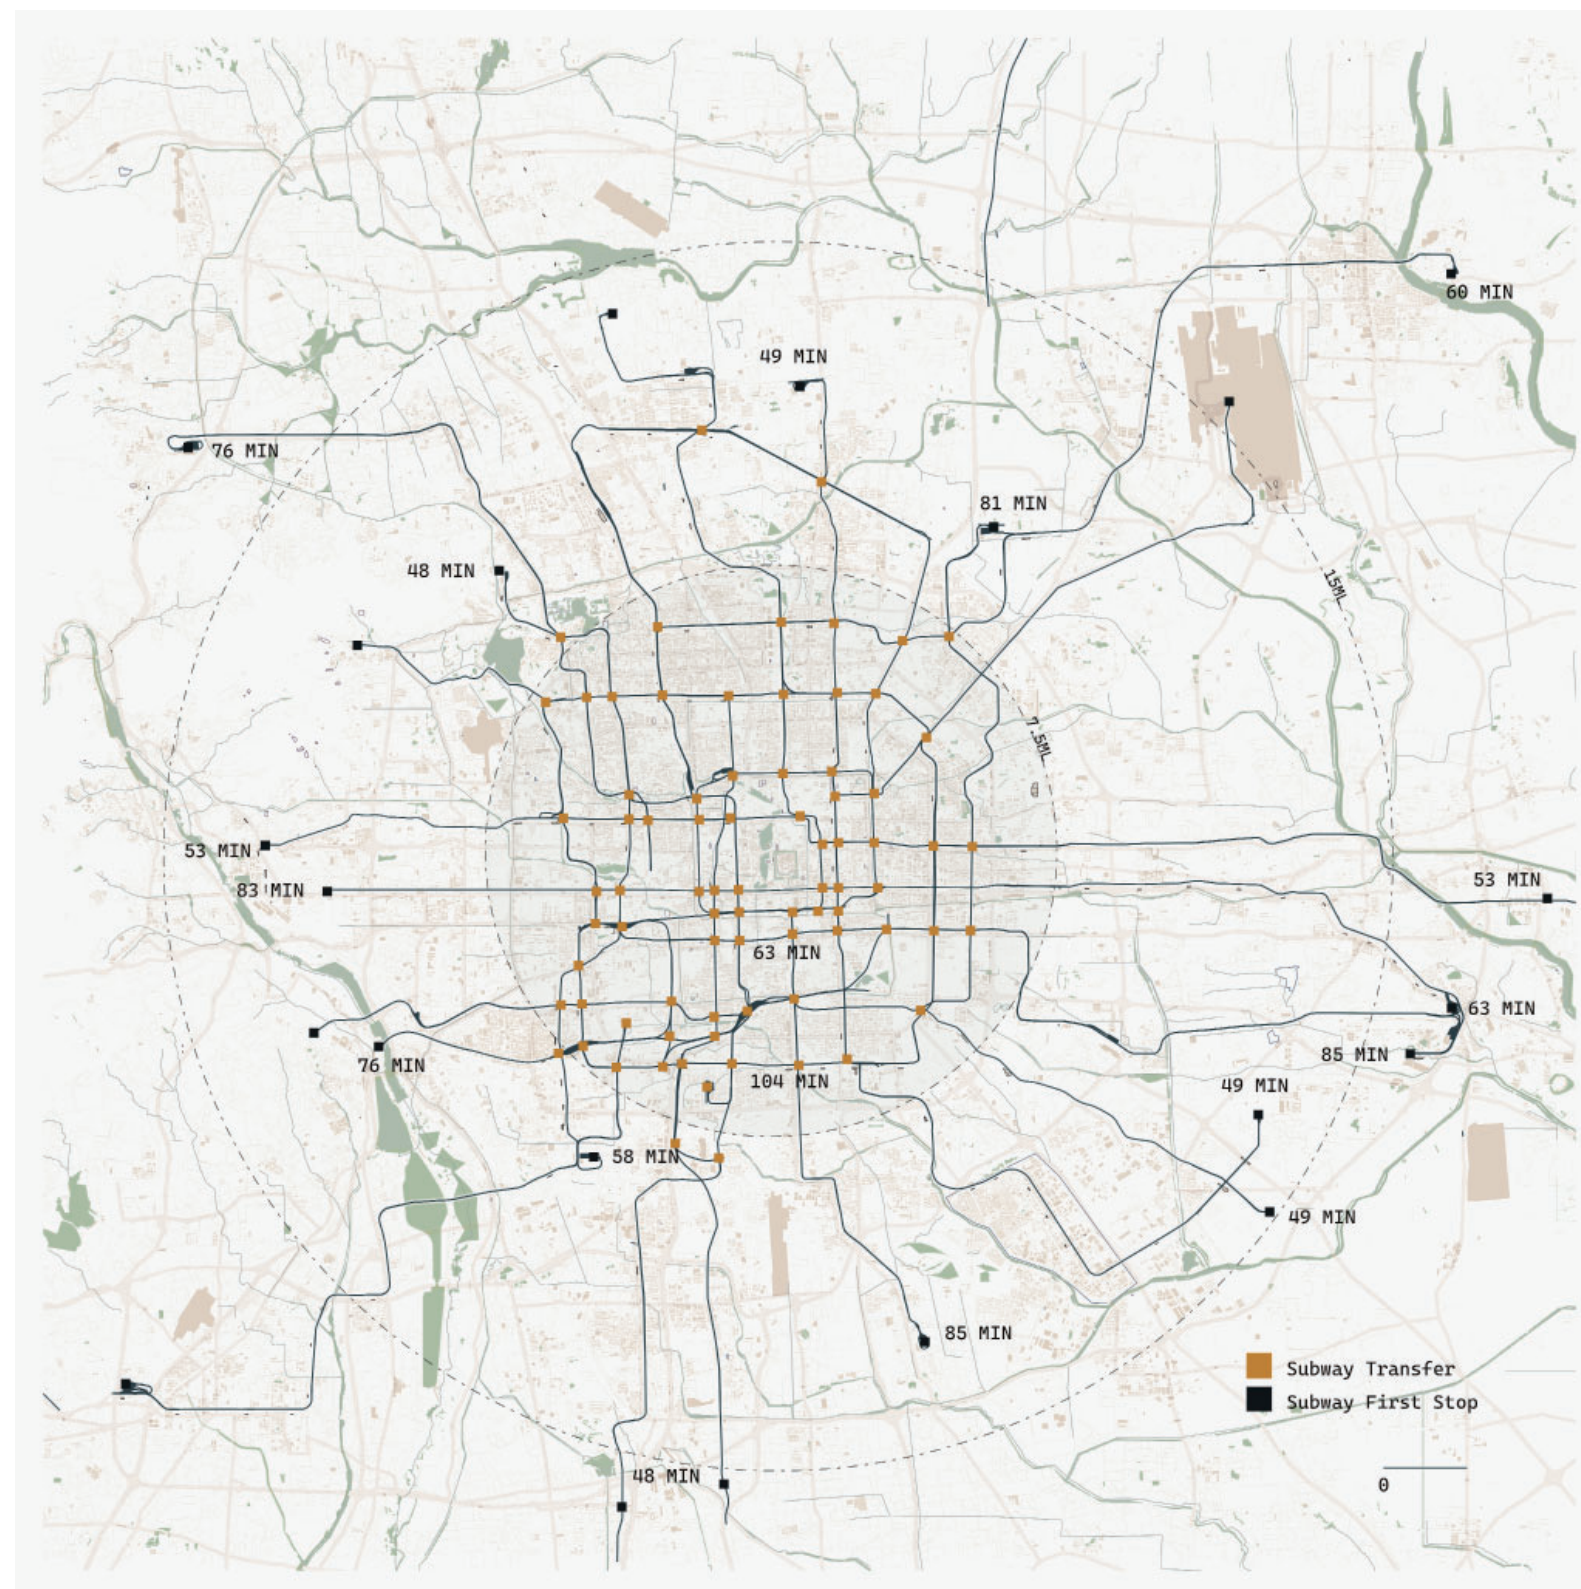 60 MIN
49 MIN
76 MIN
81 MIN
48 MIN
15ML
7.5ML
53 MIN
83 MIN
53 MIN
63 MIN
63 MIN
85 MIN
76 MIN
104 MIN
49 MIN
58 MIN
49 MIN
85 MIN
Subway Transfer
Subway First Stop
48 MIN
0